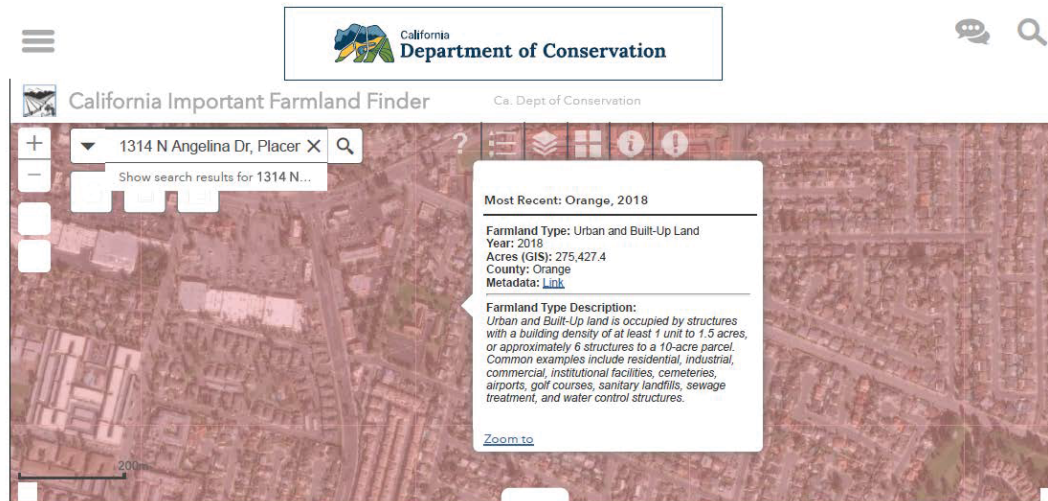 California
Department of Conservation
California Important Farmland Finder
Ca. Dept of Conservation
+
1314 N Angelina Dr, Placer
?
−
Show search results for 1314 N...
Most Recent: Orange, 2018
Farmland Type: Urban and Built-Up Land
Year: 2018
Acres (GIS): 275,427.4
County: Orange
Metadata: Link
Farmland Type Description:
Urban and Built-Up land is occupied by structures
with a building density of at least 1 unit to 1.5 acres,
or approximately 6 structures to a 10-acre parcel.
Common examples include residential, industrial,
commercial, institutional facilities, cemeteries,
airports, golf courses, sanitary landfills, sewage
treatment, and water control structures.
Zoom to
200m